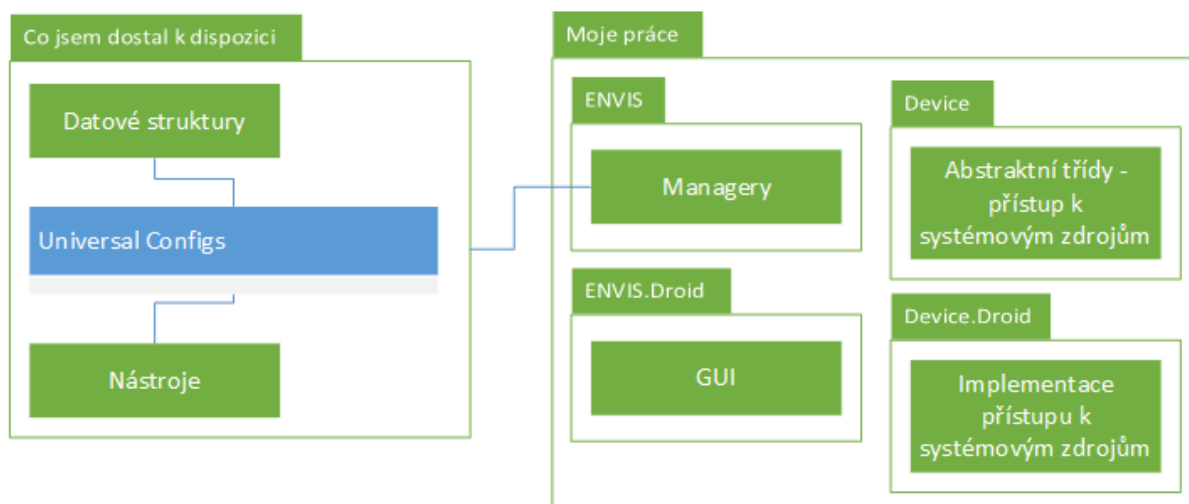 Co jsem dostal k dispozici
Datové struktury
Universal Configs
Nástroje
Moje práce
ENVIS
Managery
Device
Abstraktní třídy -
přístup k
systémovým zdrojům
ENVIS.Droid
GUI
Device.Droid
Implementace
přístupu k
systémovým zdrojům